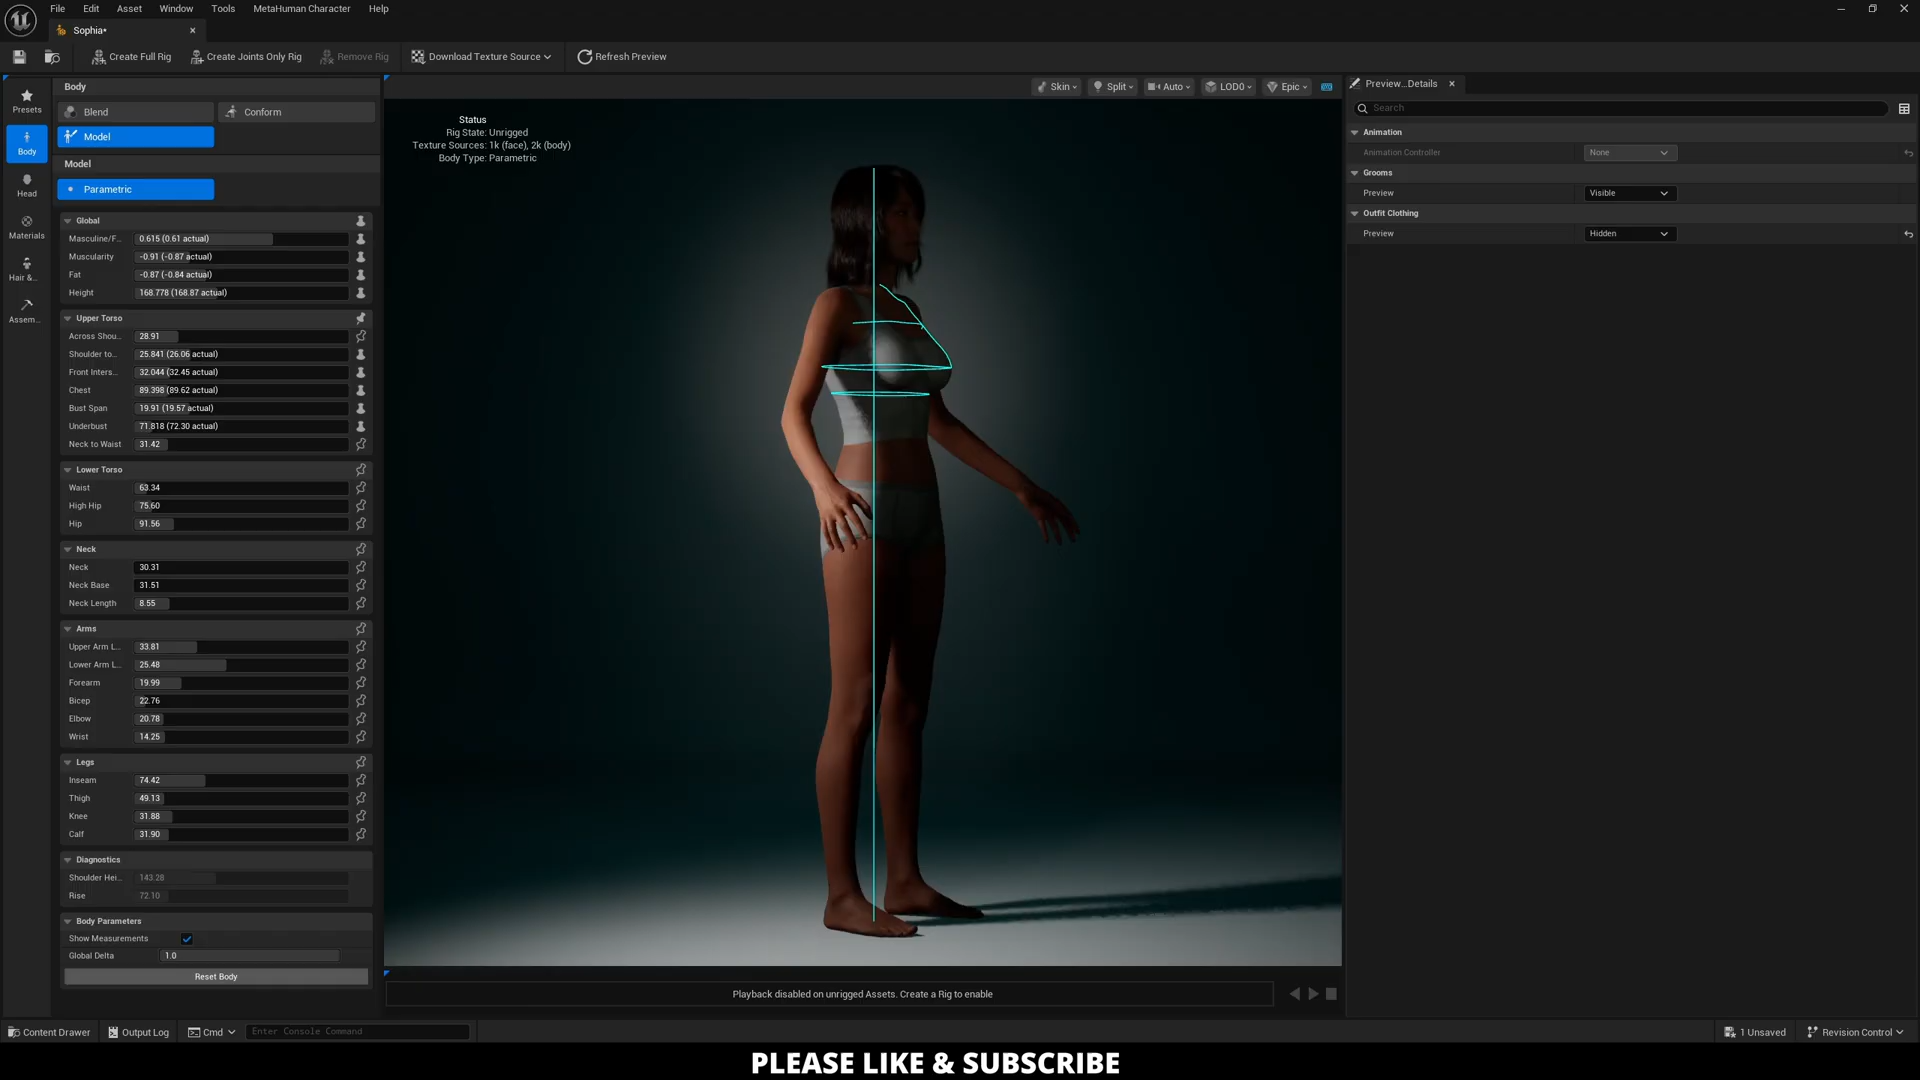 File Edit Asset Window Tools MetaHuman Character Help
Sophia*
Create Full Rig Create Joints Only Rig Remove Rig Download Texture Source Refresh Preview
Presets
Body
Head
Materials
Hair &...
Assem...
Body
Blend Conform
Model
Model
Parametric
Global
Masculine/F... 0.615 (0.61 actual)
Muscularity -0.91 (-0.87 actual)
Fat -0.87 (-0.84 actual)
Height 168.778 (168.87 actual)
Upper Torso
Across Shou... 28.91
Shoulder to... 25.841 (26.06 actual)
Front Inters... 32.044 (32.45 actual)
Chest 89.398 (89.62 actual)
Bust Span 19.91 (19.57 actual)
Underbust 71.818 (72.30 actual)
Neck to Waist 31.42
Lower Torso
Waist 63.34
High Hip 75.60
Hip 91.56
Neck
Neck 30.31
Neck Base 31.51
Neck Length 8.55
Arms
Upper Arm L... 33.81
Lower Arm L... 25.48
Forearm 19.99
Bicep 22.76
Elbow 20.78
Wrist 14.25
Legs
Inseam 74.42
Thigh 49.13
Knee 31.88
Calf 31.90
Diagnostics
Shoulder Hei... 143.28
Rise 72.10
Body Parameters
Show Measurements
Global Delta 1.0
Reset Body
Skin Split Auto LOD0 Epic
Status
Rig State: Unrigged
Texture Sources: 1k (face), 2k (body)
Body Type: Parametric
Playback disabled on unrigged Assets. Create a Rig to enable
Preview...Details
Search
Animation
Animation Controller None
Grooms
Preview Visible
Outfit Clothing
Preview Hidden
Content Drawer Output Log Cmd Enter Console Command 1 Unsaved Revision Control
PLEASE LIKE & SUBSCRIBE